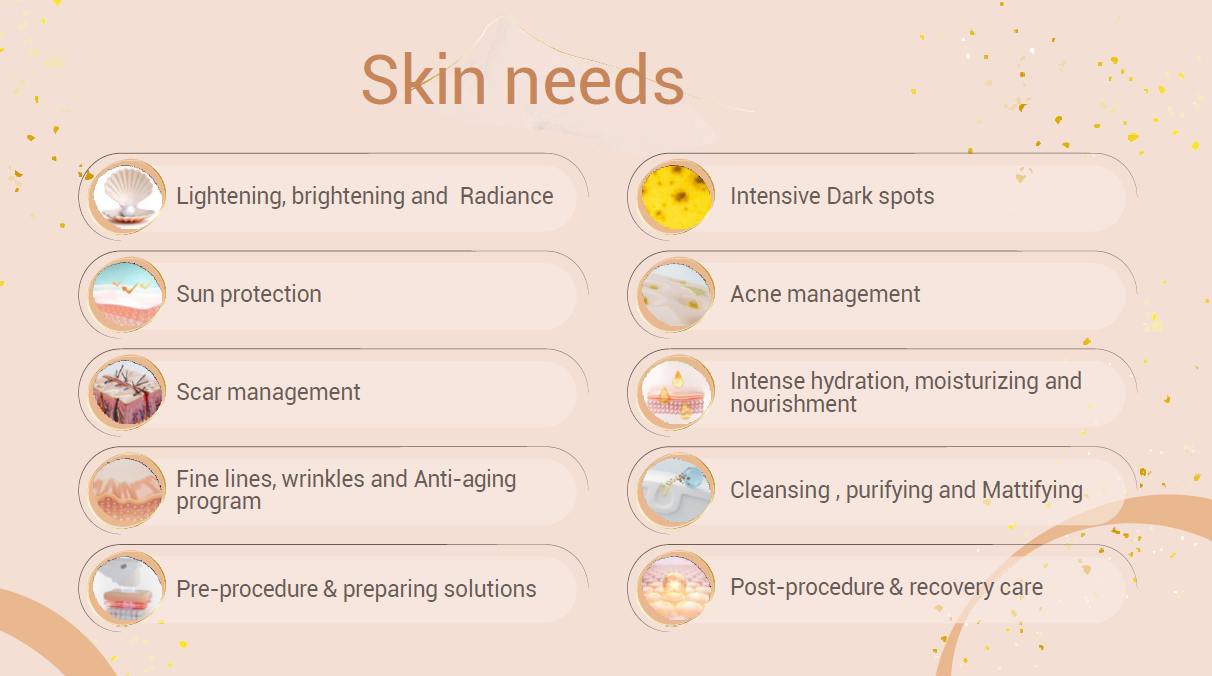 Skin needs
Lightening, brightening and  Radiance
Intensive Dark spots
Sun protection
Acne management
Scar management
Intense hydration, moisturizing and
nourishment
Fine lines, wrinkles and Anti-aging
program
Cleansing , purifying and Mattifying
Pre-procedure & preparing solutions
Post-procedure & recovery care